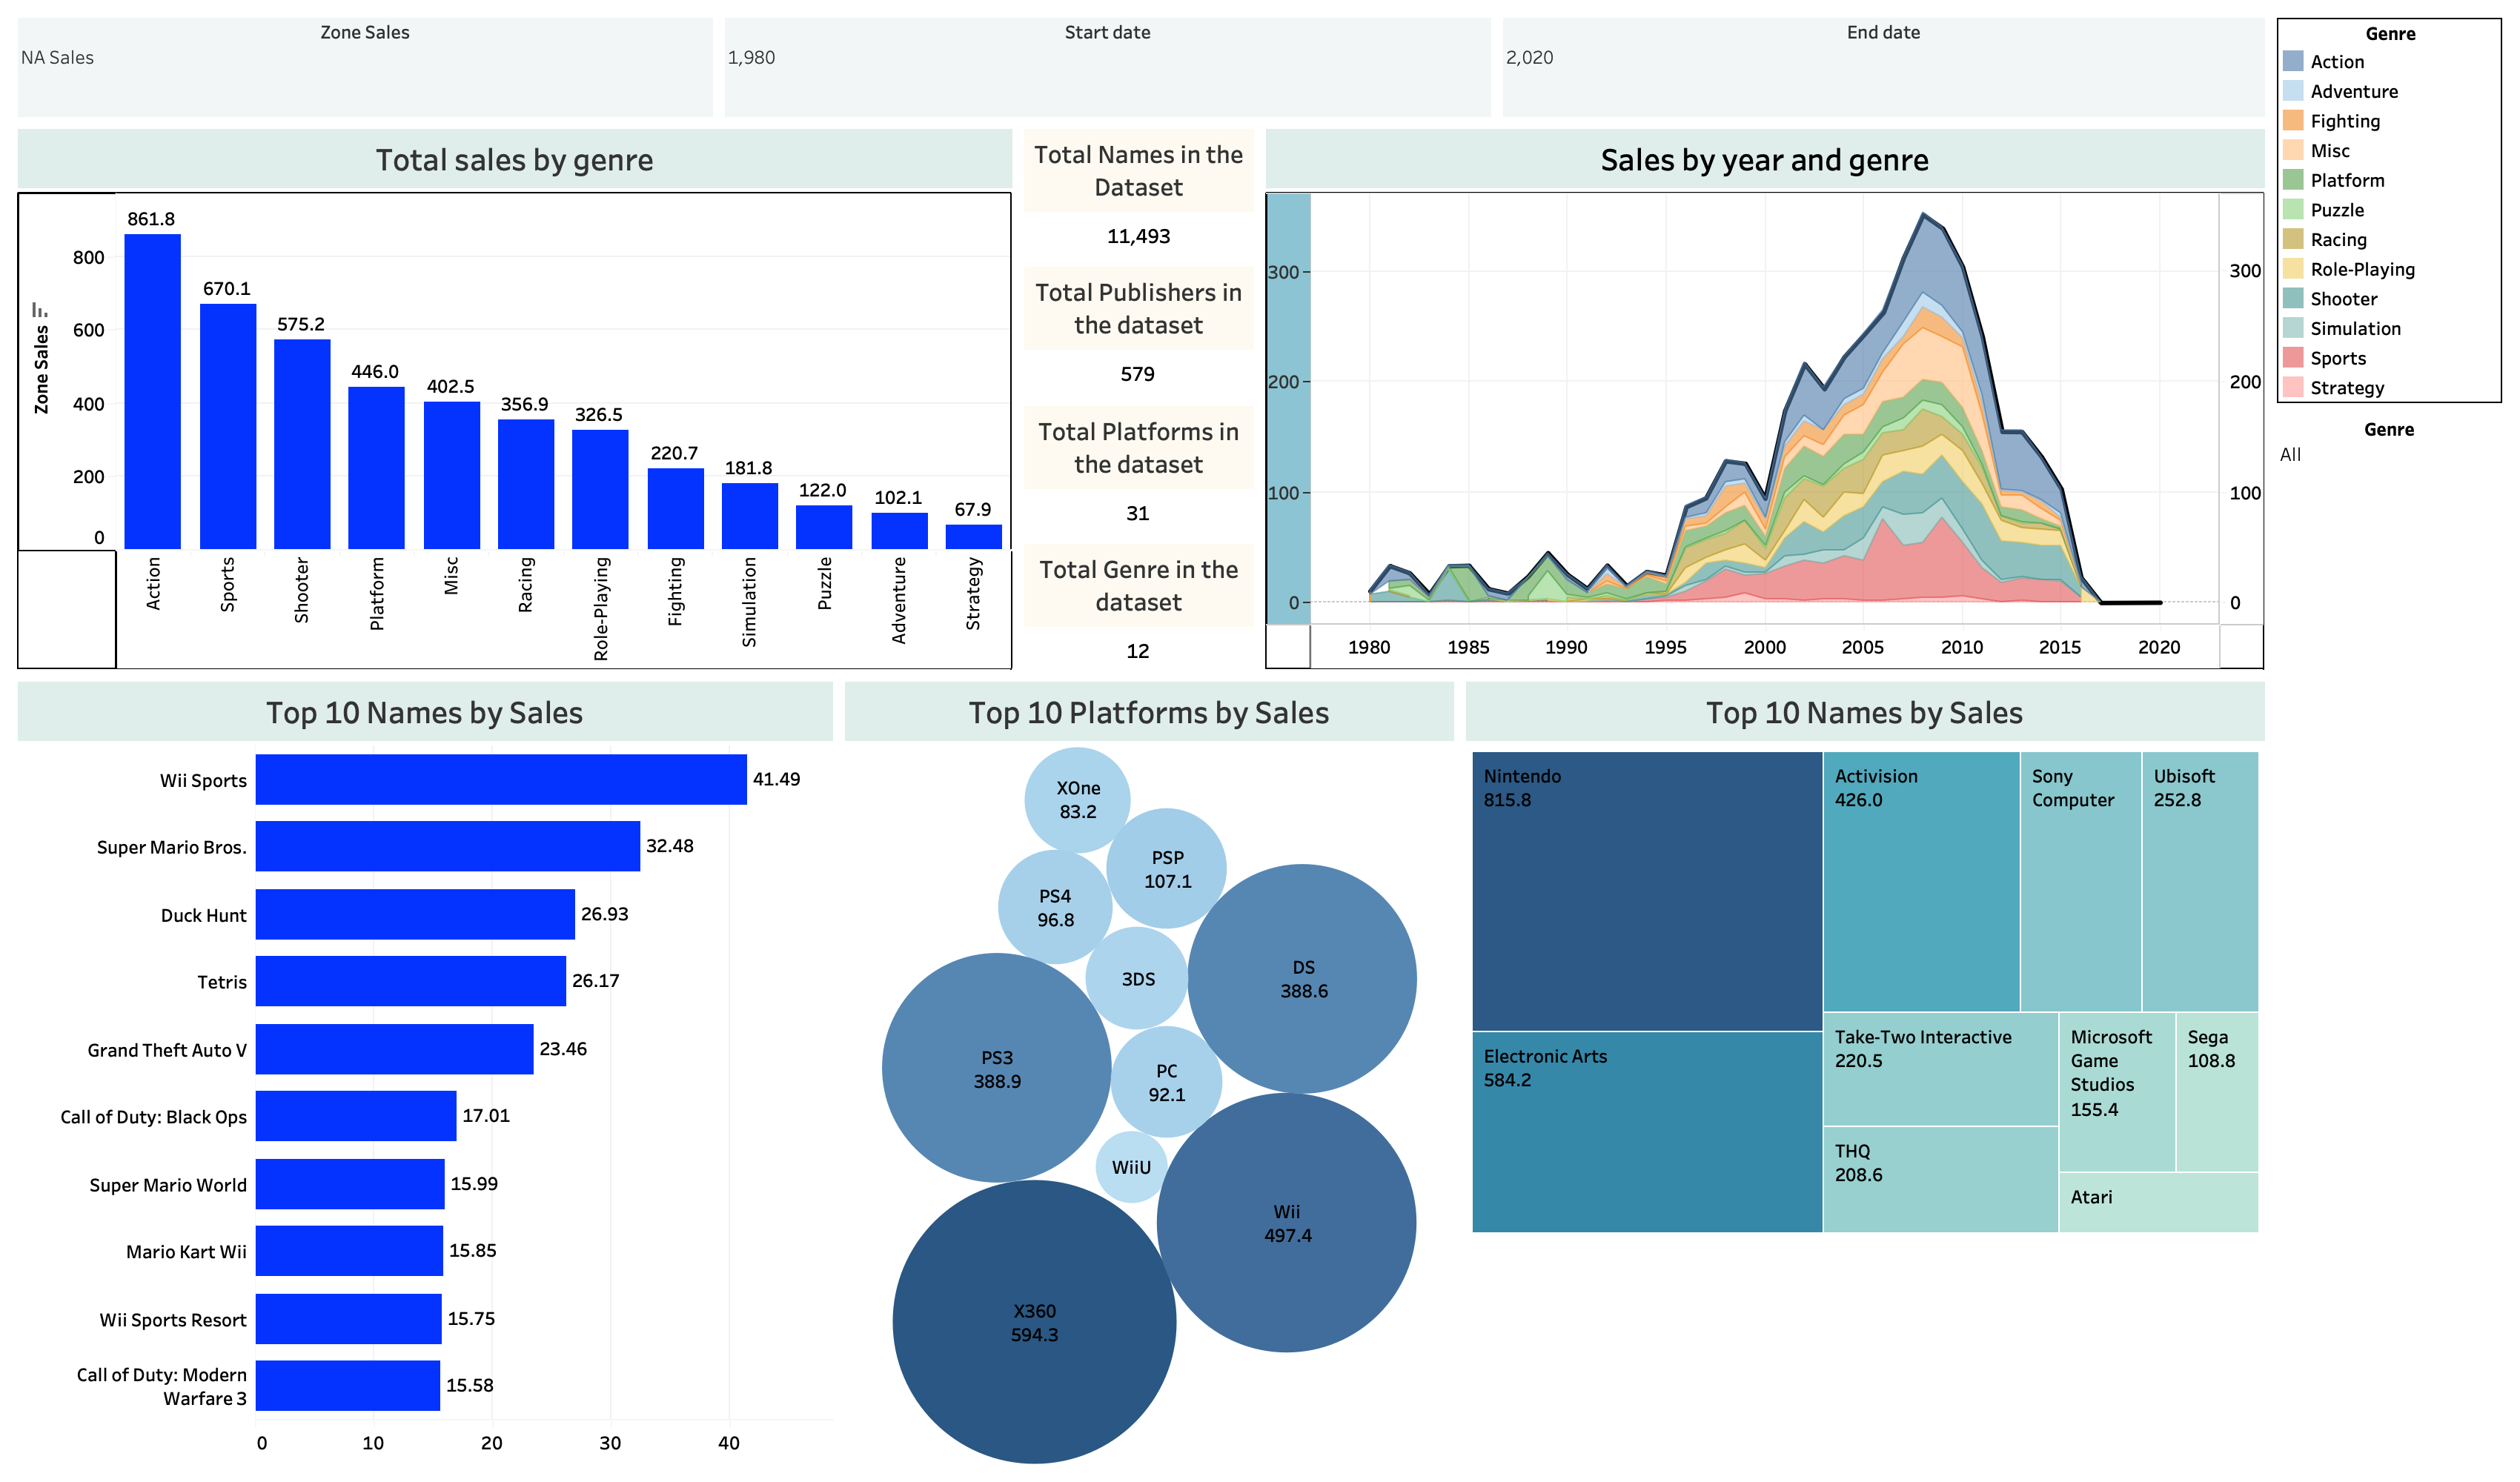 Zone Sales
NA Sales
Start date
1,980
End date
2,020
Genre
Action
Adventure
Fighting
Misc
Platform
Puzzle
Racing
Role-Playing
Shooter
Simulation
Sports
Strategy
Genre
All
Total sales by genre
Zone Sales
800
600
400
200
0
861.8
670.1
575.2
446.0
402.5
356.9
326.5
220.7
181.8
122.0
102.1
67.9
Action
Sports
Shooter
Platform
Misc
Racing
Role-Playing
Fighting
Simulation
Puzzle
Adventure
Strategy
Total Names in the
Dataset
11,493
Total Publishers in
the dataset
579
Total Platforms in
the dataset
31
Total Genre in the
dataset
12
Sales by year and genre
300
200
100
0
300
200
100
0
1980
1985
1990
1995
2000
2005
2010
2015
2020
Top 10 Names by Sales
Wii Sports
41.49
Super Mario Bros.
32.48
Duck Hunt
26.93
Tetris
26.17
Grand Theft Auto V
23.46
Call of Duty: Black Ops
17.01
Super Mario World
15.99
Mario Kart Wii
15.85
Wii Sports Resort
15.75
Call of Duty: Modern
Warfare 3
15.58
0
10
20
30
40
Top 10 Platforms by Sales
XOne
83.2
PSP
107.1
PS4
96.8
3DS
DS
388.6
PS3
388.9
PC
92.1
WiiU
Wii
497.4
X360
594.3
Top 10 Names by Sales
Nintendo
815.8
Activision
426.0
Sony
Computer
Ubisoft
252.8
Electronic Arts
584.2
Take-Two Interactive
220.5
Microsoft
Game
Studios
155.4
Sega
108.8
THQ
208.6
Atari